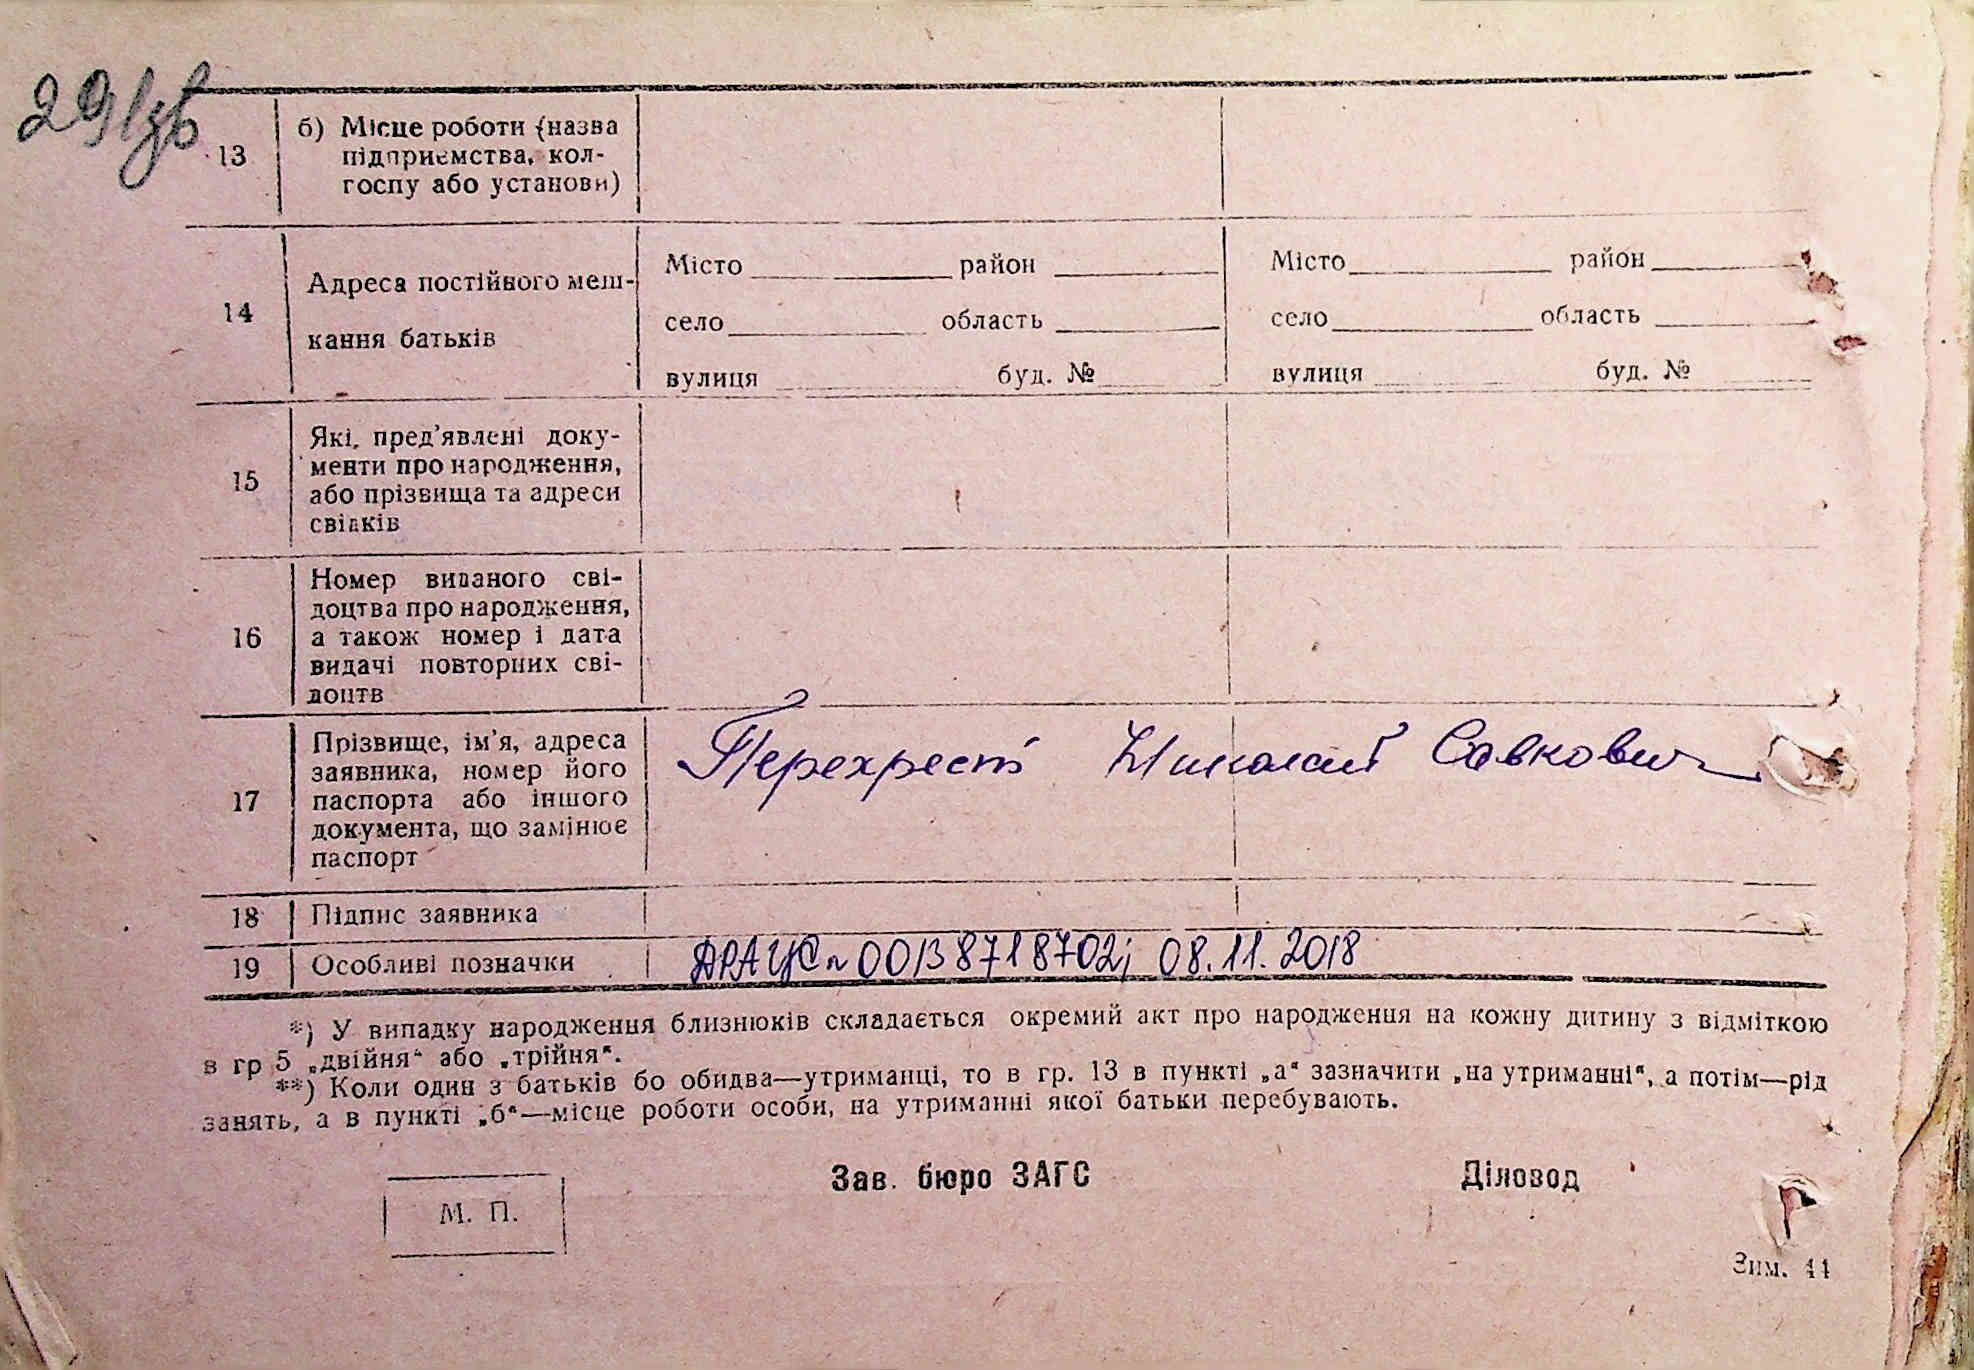 29/зв
13 б) Місце роботи (назва
підприємства, кол-
госпу або установи)
14 Адреса постійного меш-
кання батьків
Місто район
село область
вулиця буд. №
Місто район
село область
вулиця буд. №
15 Які, пред'явлені доку-
менти про народження,
або прізвища та адреси
свідків
16 Номер виданого сві-
доцтва про народження,
а також номер і дата
видачі повторних сві-
доцтв
17 Прізвище, ім'я, адреса
заявника, номер його
паспорта або іншого
документа, що замінює
паспорт
Перехрест Николай Савкович
18 Підпис заявника
19 Особливі позначки
ДРАЦС 00138718702; 08.11.2018
*) У випадку народження близнюків складається окремий акт про народження на кожну дитину з відміткою
в гр 5 „двійня“ або „трійня“.
**) Коли один з батьків бо обидва—утриманці, то в гр. 13 в пункті „а“ зазначити „на утриманні“, а потім—рід
занять, а в пункті „б“—місце роботи особи, на утриманні якої батьки перебувають.
Зав. бюро ЗАГС Діловод
М. П.
Зим. 44